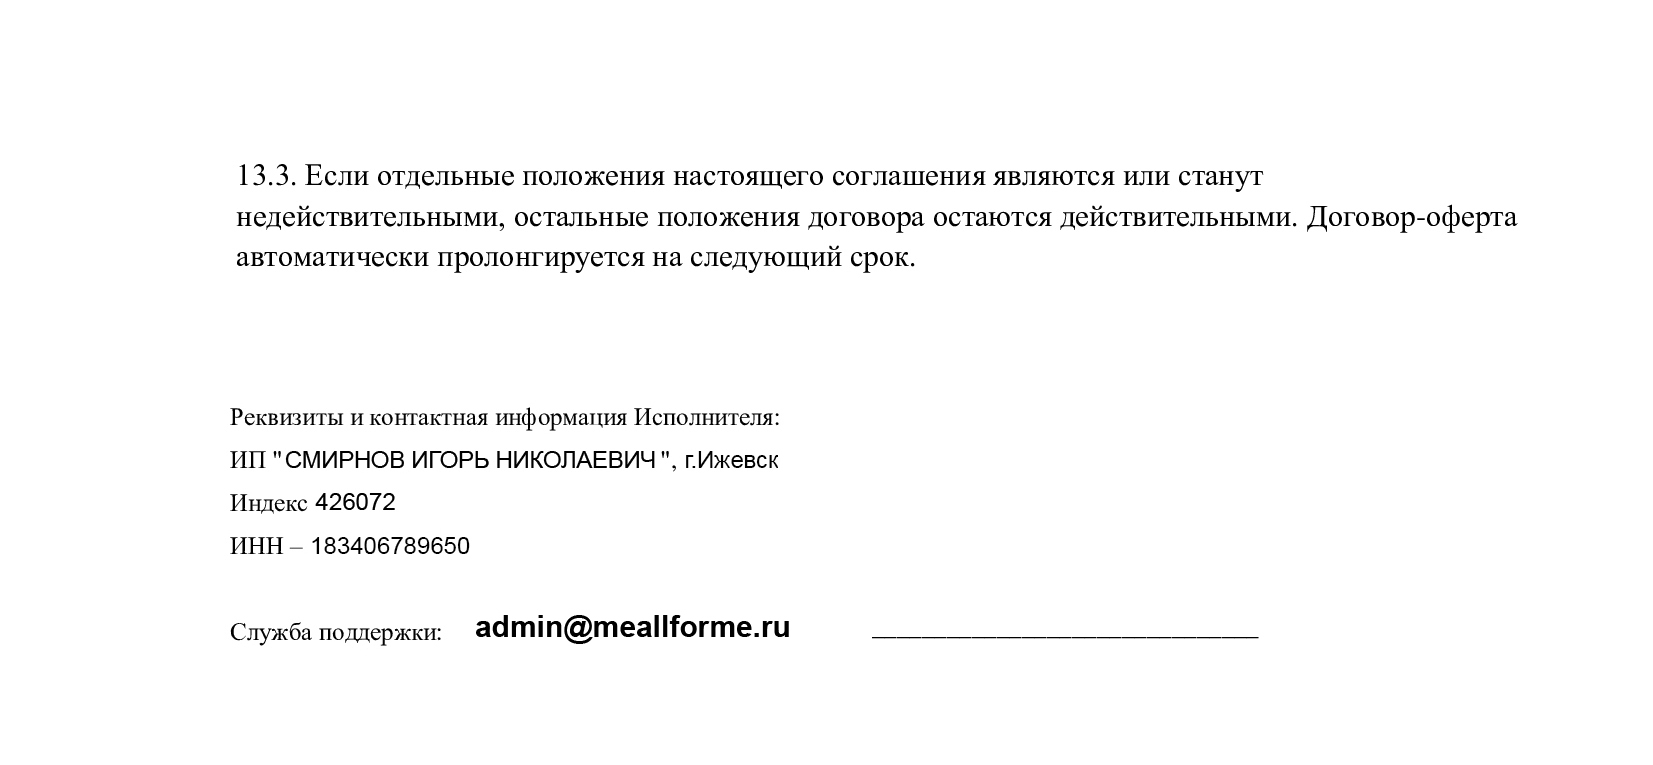 13.3. Если отдельные положения настоящего соглашения являются или станут
недействительными, остальные положения договора остаются действительными. Договор-оферта
автоматически пролонгируется на следующий срок.
Реквизиты и контактная информация Исполнителя:
ИП "СМИРНОВ ИГОРЬ НИКОЛАЕВИЧ", г.Ижевск
Индекс 426072
ИНН – 183406789650
Служба поддержки: admin@meallforme.ru _______________________________